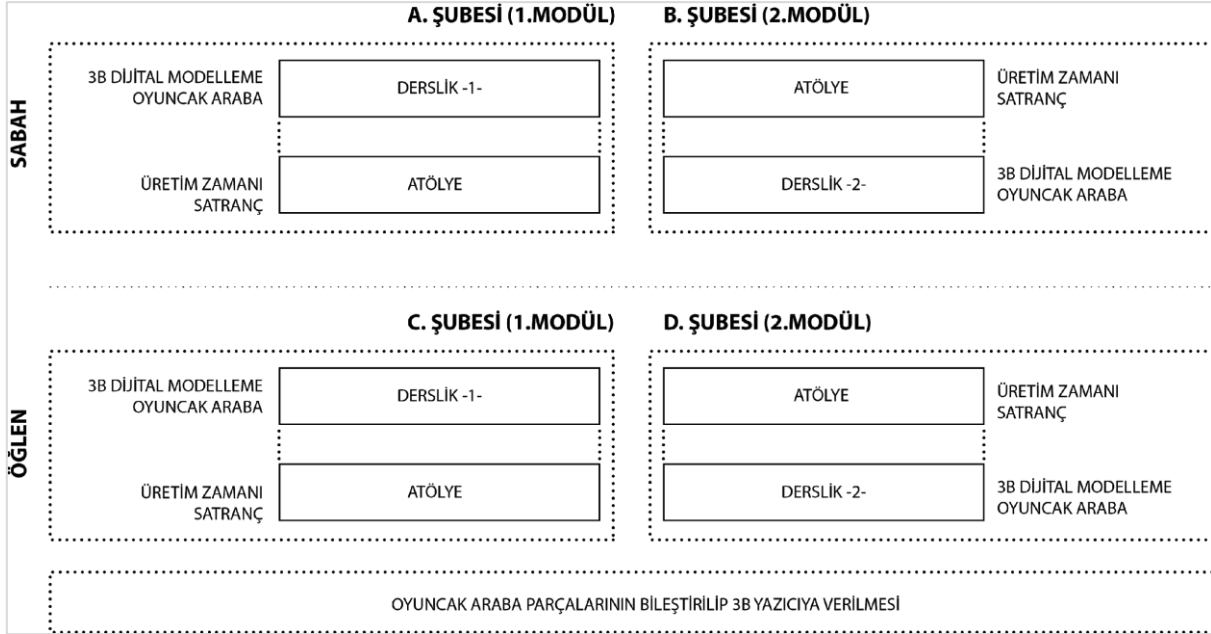 A. ŞUBESİ (1.MODÜL)
B. ŞUBESİ (2.MODÜL)
SABAH
3B DİJİTAL MODELLEME
OYUNCAK ARABA
DERSLİK -1-
ATÖLYE
ÜRETİM ZAMANI
SATRANÇ
ÜRETİM ZAMANI
SATRANÇ
ATÖLYE
DERSLİK -2-
3B DİJİTAL MODELLEME
OYUNCAK ARABA
C. ŞUBESİ (1.MODÜL)
D. ŞUBESİ (2.MODÜL)
ÖĞLEN
3B DİJİTAL MODELLEME
OYUNCAK ARABA
DERSLİK -1-
ATÖLYE
ÜRETİM ZAMANI
SATRANÇ
ÜRETİM ZAMANI
SATRANÇ
ATÖLYE
DERSLİK -2-
3B DİJİTAL MODELLEME
OYUNCAK ARABA
OYUNCAK ARABA PARÇALARININ BİLEŞTİRİLİP 3B YAZICIYA VERİLMESİ